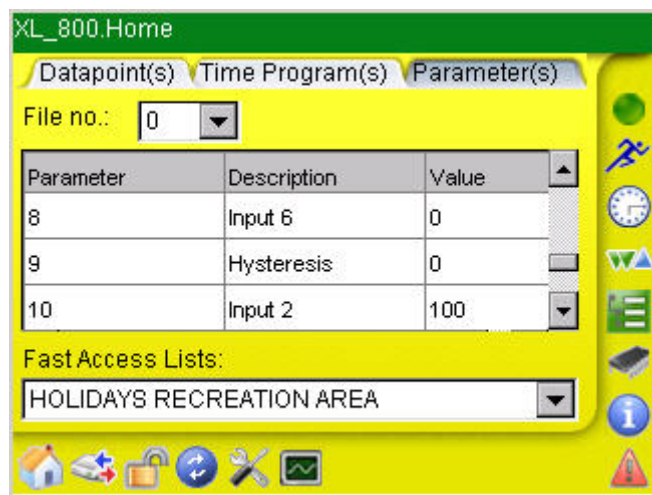 XL_800.Home
Datapoint(s) Time Program(s) Parameter(s)
File no.: 0
Parameter Description Value
8 Input 6 0
9 Hysteresis 0
10 Input 2 100
Fast Access Lists:
HOLIDAYS RECREATION AREA